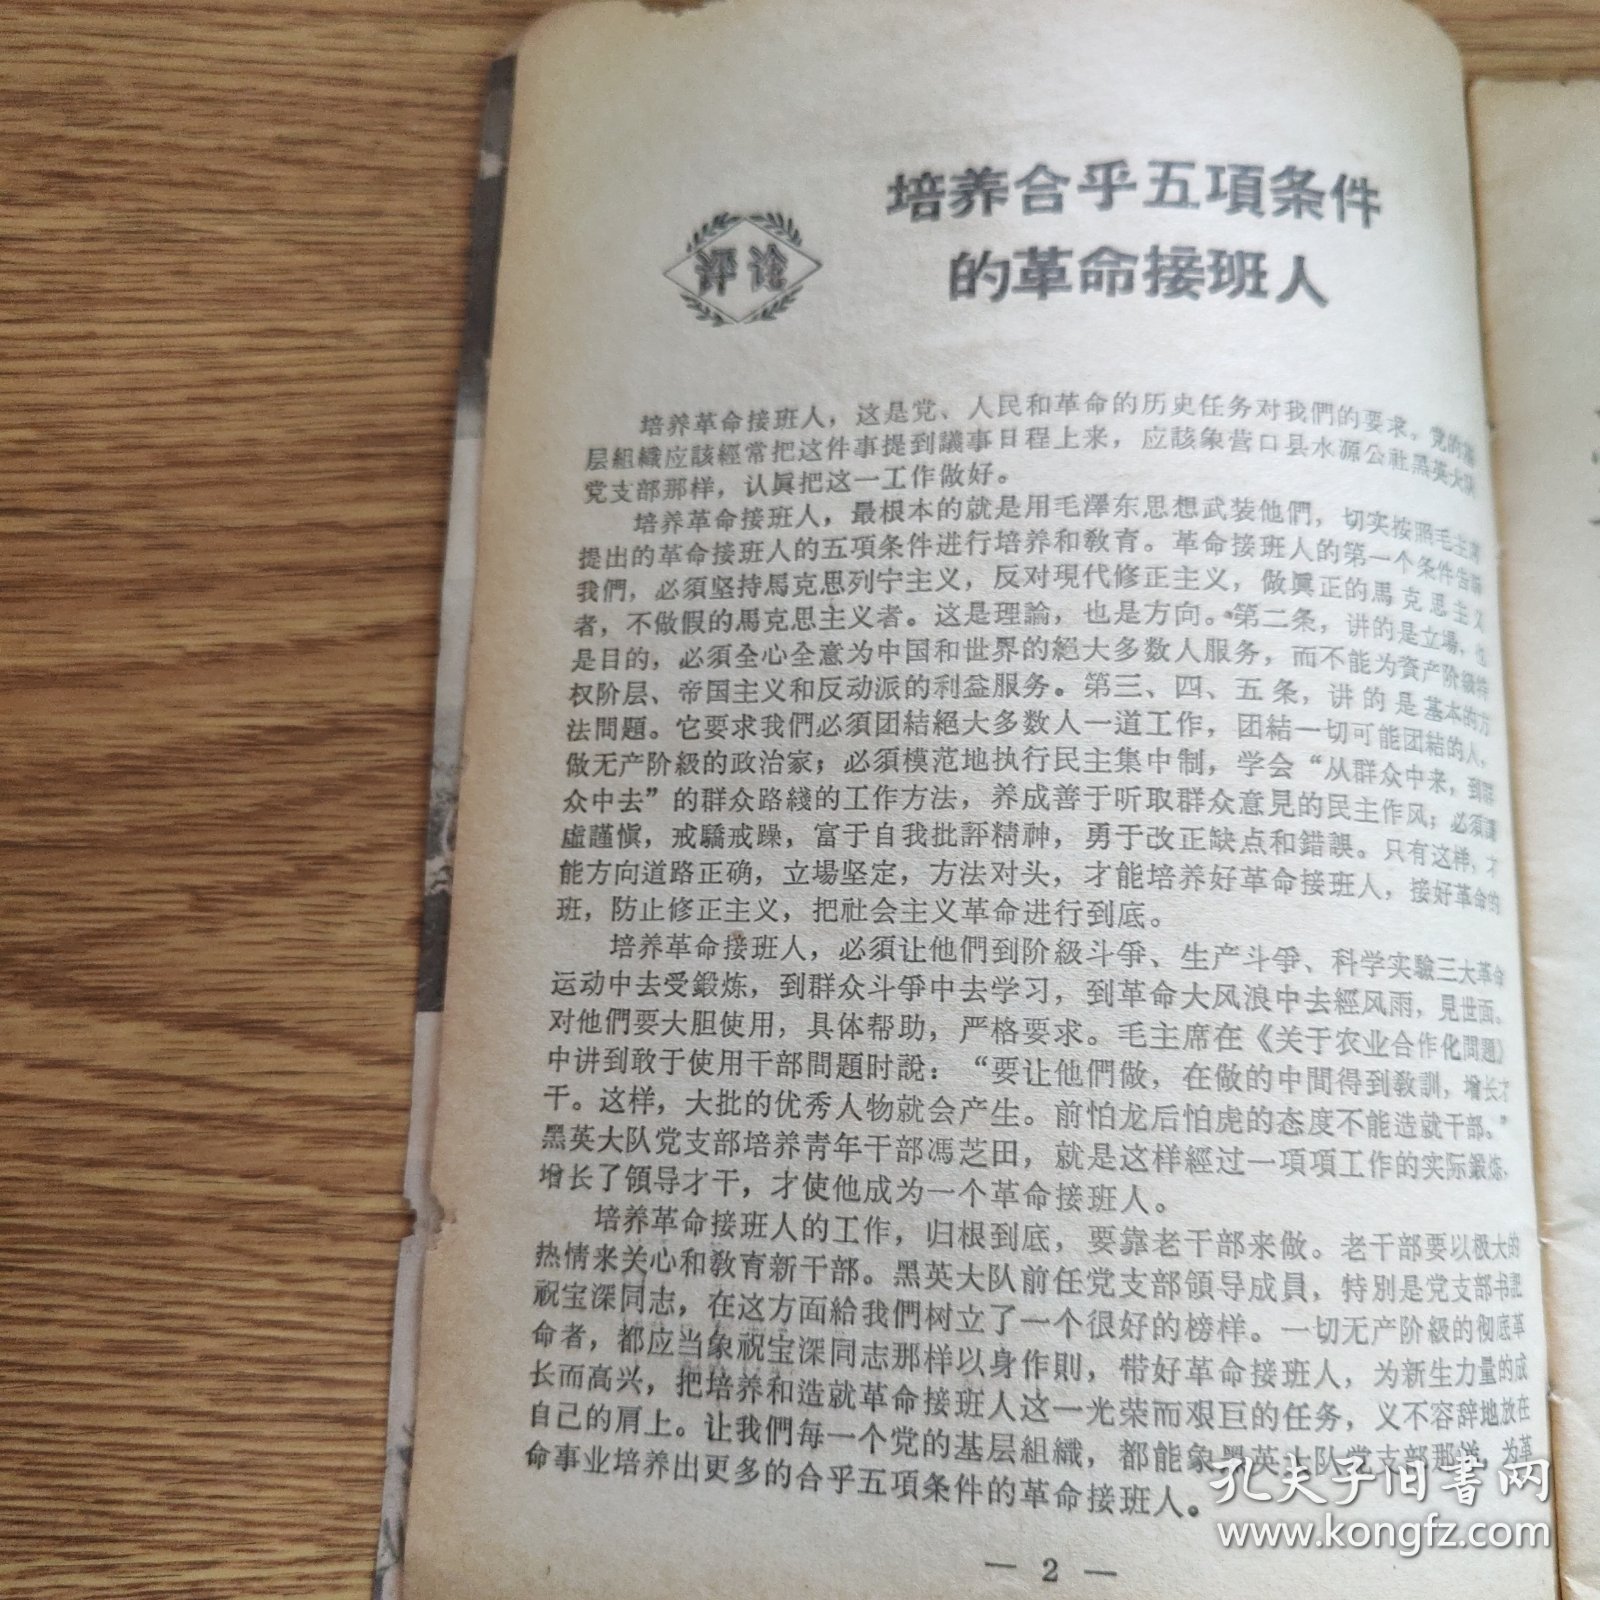 培养合乎五項条件
的革命接班人
评論
培养革命接班人，这是党、人民和革命的历史任务对我們的要求。党的基
层組織应該經常把这件事提到議事日程上来，应該象营口县水源公社黑英大队
党支部那样，认眞把这一工作做好。
培养革命接班人，最根本的就是用毛澤东思想武装他們，切实按照毛主席
提出的革命接班人的五項条件进行培养和教育。革命接班人的第一个条件告訴
我們，必須坚持馬克思列宁主义，反对現代修正主义，做眞正的馬克思主义
者，不做假的馬克思主义者。这是理論，也是方向。第二条，讲的是立場，也
是目的，必須全心全意为中国和世界的絕大多数人服务，而不能为資产阶級特
权阶层、帝国主义和反动派的利益服务。第三、四、五条，讲的是基本的方
法問題。它要求我們必須团結絕大多数人一道工作，团結一切可能团結的人，
做无产阶級的政治家；必須模范地执行民主集中制，学会“从群众中来，到群
众中去”的群众路綫的工作方法，养成善于听取群众意見的民主作风；必須謙
虛謹愼，戒驕戒躁，富于自我批評精神，勇于改正缺点和錯誤。只有这样，才
能方向道路正确，立場坚定，方法对头，才能培养好革命接班人，接好革命的
班，防止修正主义，把社会主义革命进行到底。
培养革命接班人，必須让他們到阶級斗爭、生产斗爭、科学实驗三大革命
运动中去受鍛炼，到群众斗爭中去学习，到革命大风浪中去經风雨，見世面。
对他們要大胆使用，具体帮助，严格要求。毛主席在《关于农业合作化問題》
中讲到敢于使用干部問題时說：“要让他們做，在做的中間得到敎訓，增长才
干。这样，大批的优秀人物就会产生。前怕龙后怕虎的态度不能造就干部。”
黑英大队党支部培养青年干部馮芝田，就是这样經过一項項工作的实际鍛炼，
增长了領导才干，才使他成为一个革命接班人。
培养革命接班人的工作，归根到底，要靠老干部来做。老干部要以极大的
热情来关心和敎育新干部。黑英大队前任党支部領导成員，特別是党支部书記
祝宝深同志，在这方面給我們树立了一个很好的榜样。一切无产阶級的彻底革
命者，都应当象祝宝深同志那样以身作則，带好革命接班人，为新生力量的成
长而高兴，把培养和造就革命接班人这一光荣而艰巨的任务，义不容辞地放在
自己的肩上。让我們每一个党的基层組織，都能象黑英大队党支部那样，为革
命事业培养出更多的合乎五項条件的革命接班人。
— 2 —
孔夫子旧书网
www.kongfz.com